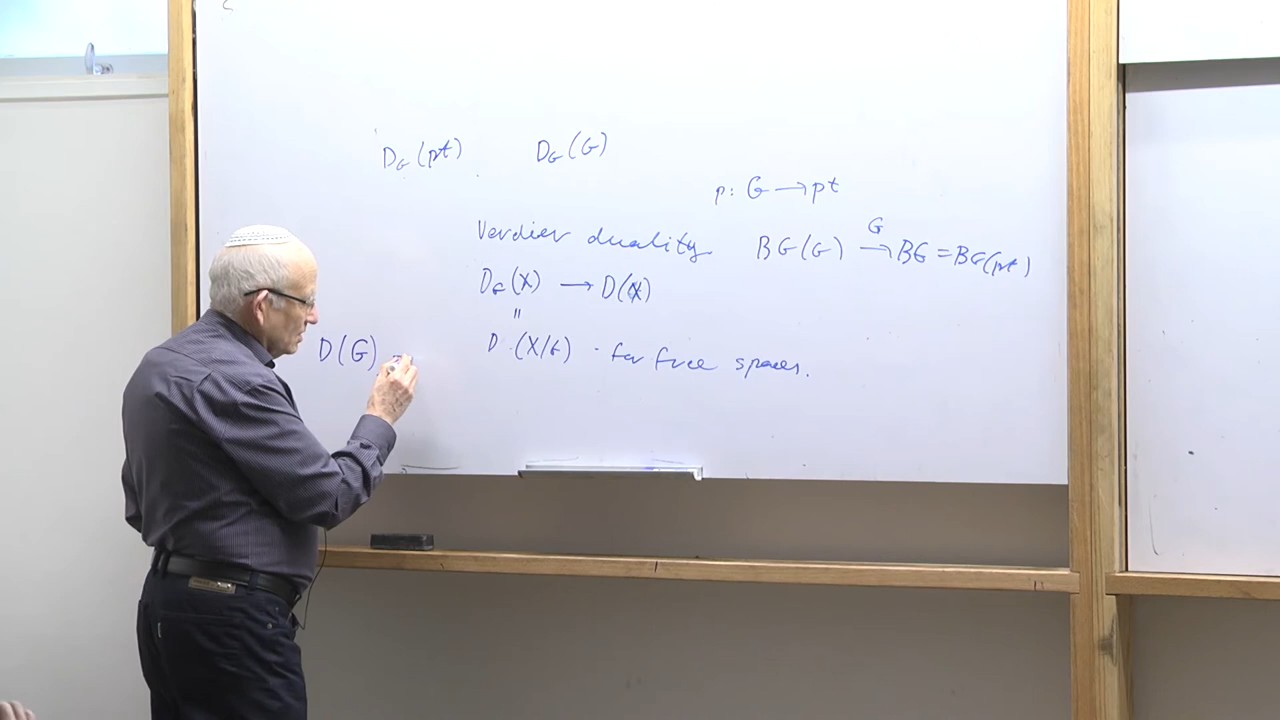 D_G(pt) D_G(G)
p: G → pt
Verdier duality BG(G) →^G BG = BG(pt)
D_G(X) → D(X)
=
D(G) D (X/G) - for free spaces.